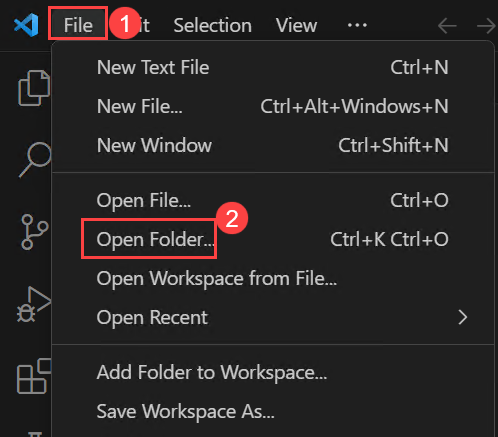 File 1 it Selection View ...
New Text File Ctrl+N
New File... Ctrl+Alt+Windows+N
New Window Ctrl+Shift+N
Open File... Ctrl+O
2
Open Folder... Ctrl+K Ctrl+O
Open Workspace from File...
Open Recent
Add Folder to Workspace...
Save Workspace As...